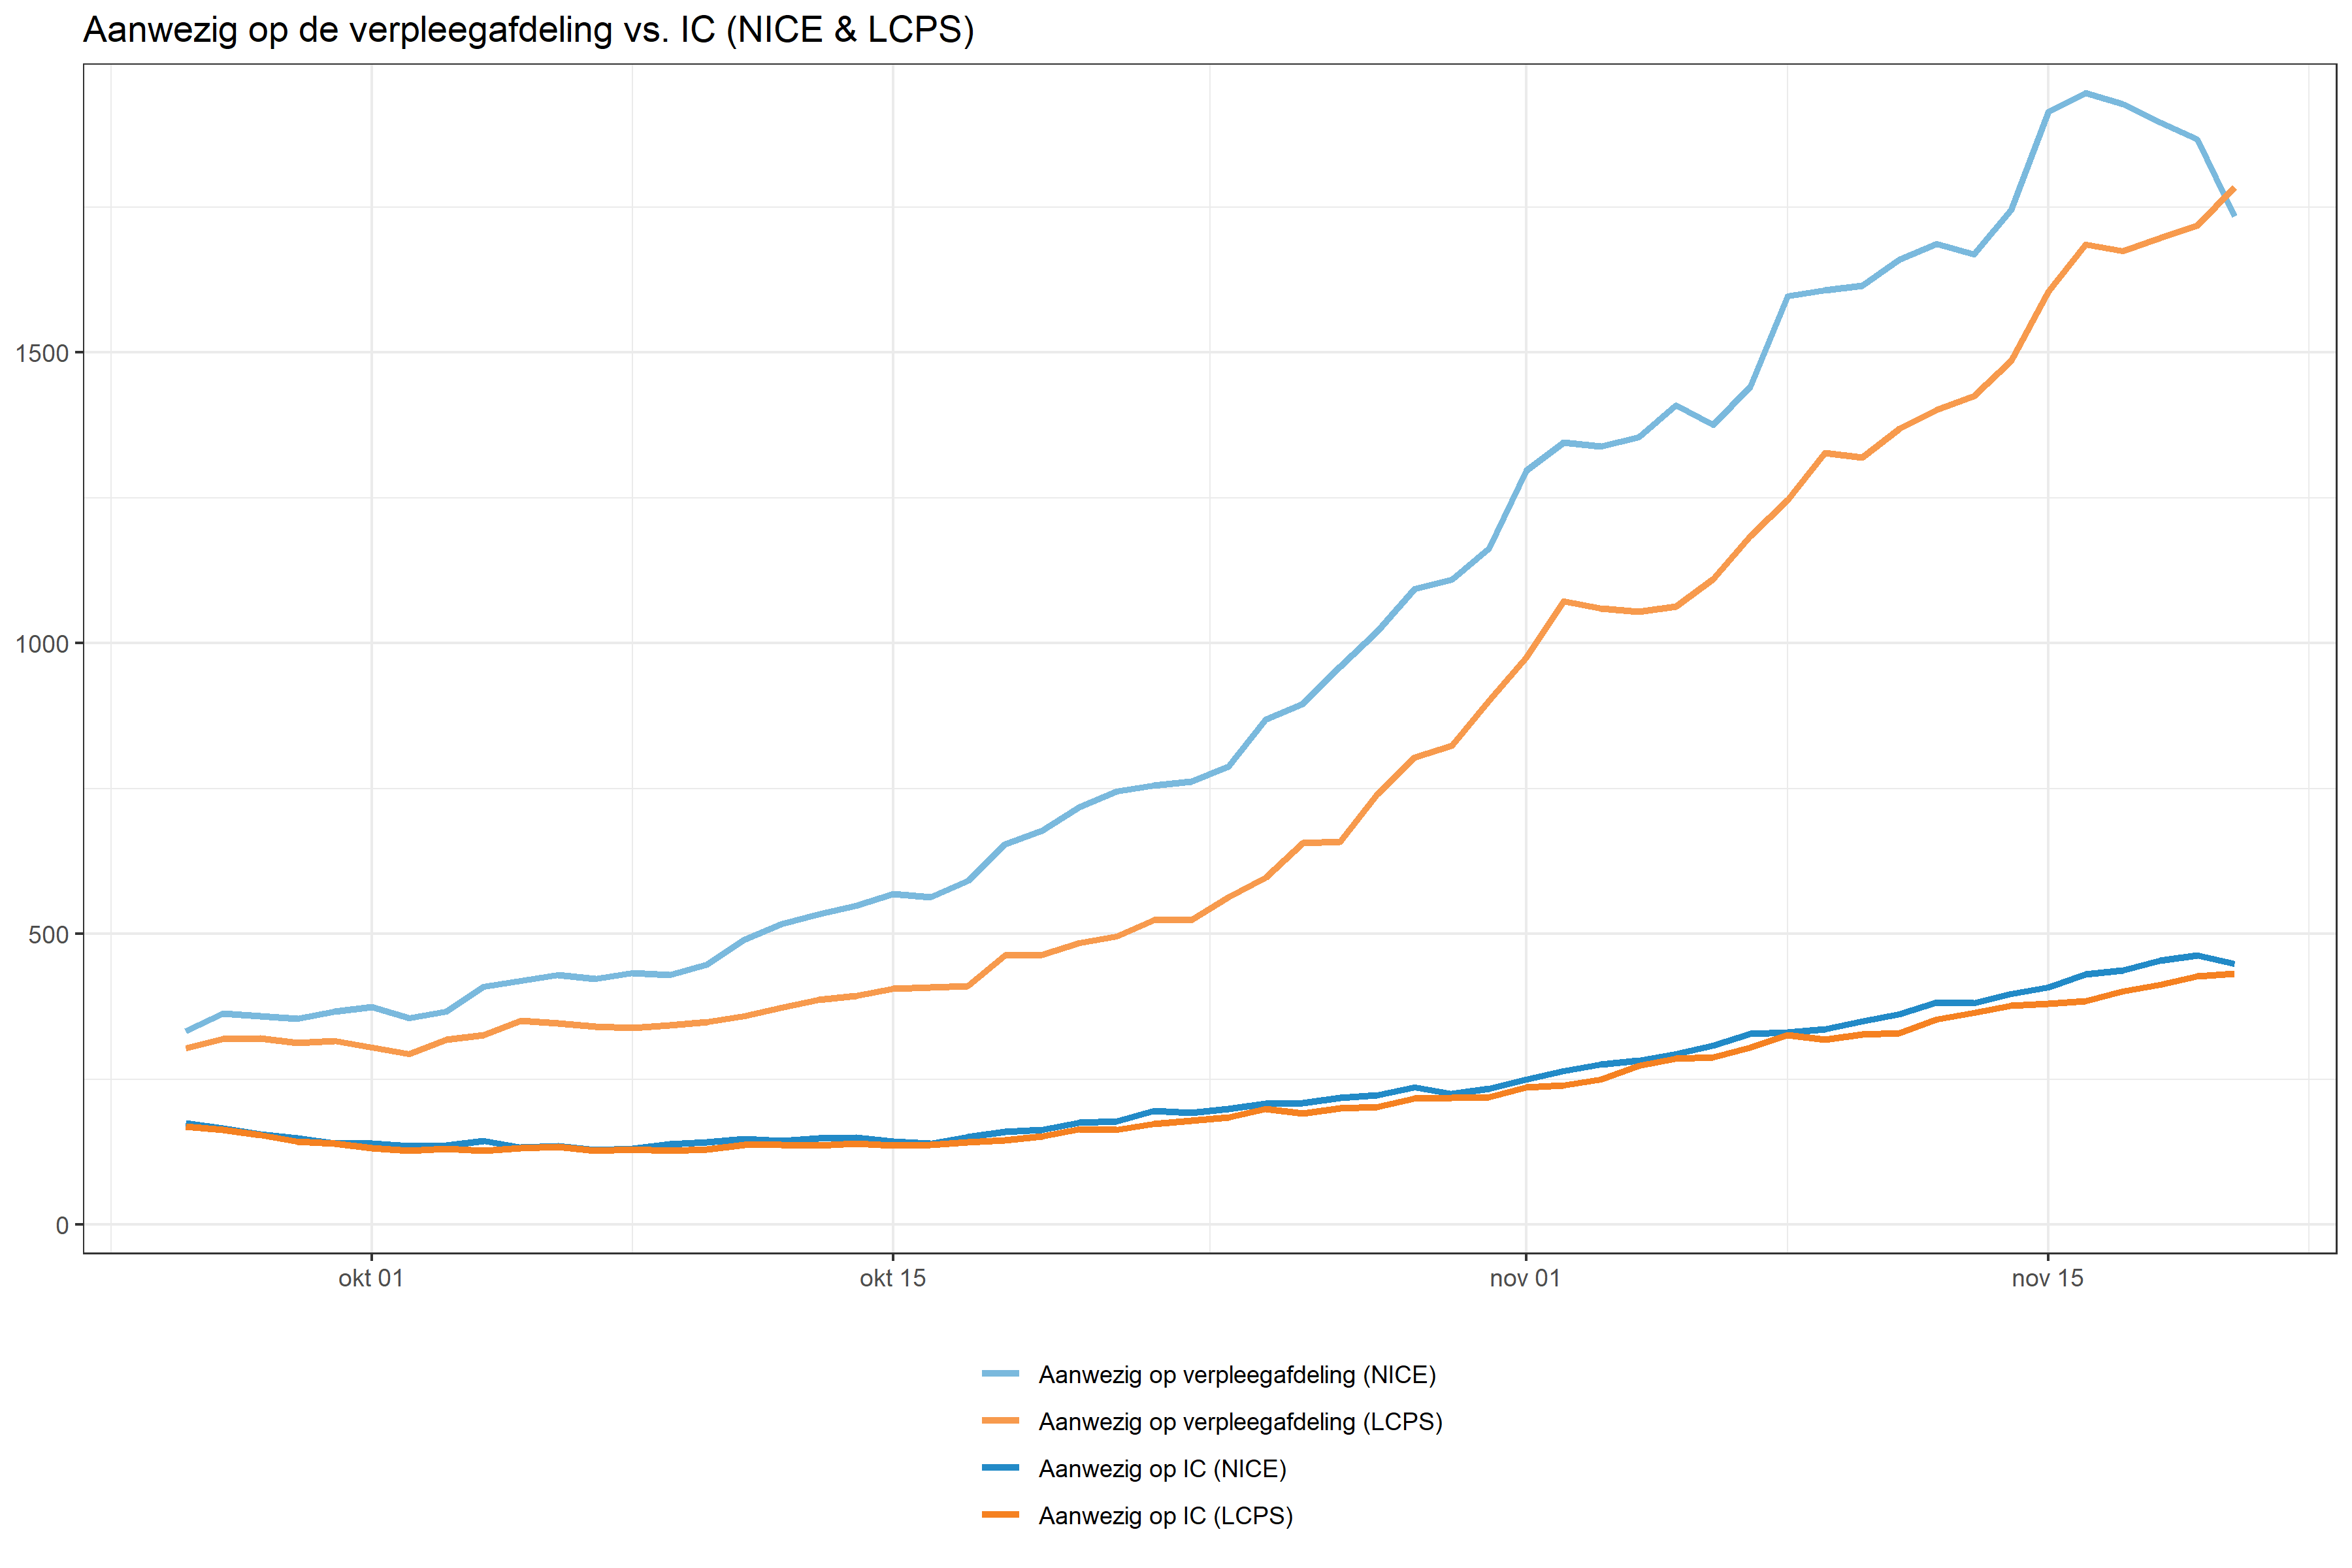 Aanwezig op de verpleegafdeling vs. IC (NICE & LCPS)
1500
1000
500
0
okt 01
okt 15
nov 01
nov 15
Aanwezig op verpleegafdeling (NICE)
Aanwezig op verpleegafdeling (LCPS)
Aanwezig op IC (NICE)
Aanwezig op IC (LCPS)